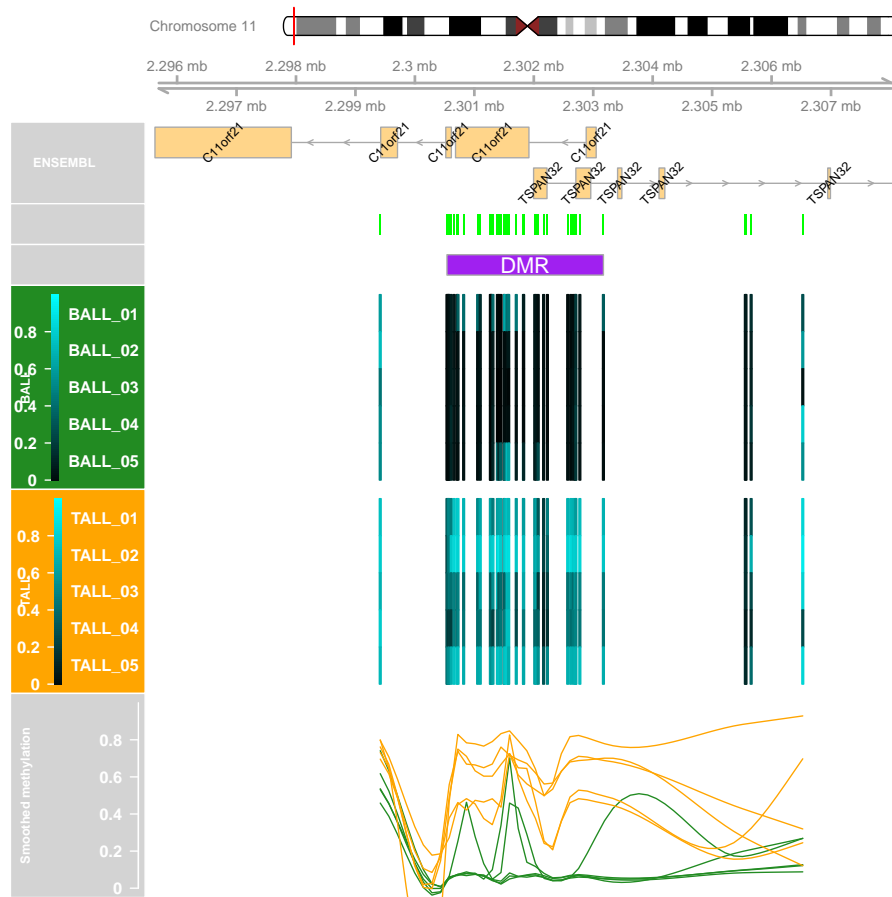 Chromosome 11
2.296 mb 2.298 mb 2.3 mb 2.302 mb 2.304 mb 2.306 mb
2.297 mb 2.299 mb 2.301 mb 2.303 mb 2.305 mb 2.307 mb
ENSEMBL
C11orf21 C11orf21 C11orf21 C11orf21 C11orf21
TSPAN32 TSPAN32 TSPAN32 TSPAN32 TSPAN32
DMR
BALL
0.8
0.6
0.4
0.2
0
BALL_01
BALL_02
BALL_03
BALL_04
BALL_05
TALL
0.8
0.6
0.4
0.2
0
TALL_01
TALL_02
TALL_03
TALL_04
TALL_05
Smoothed methylation
0.8
0.6
0.4
0.2
0